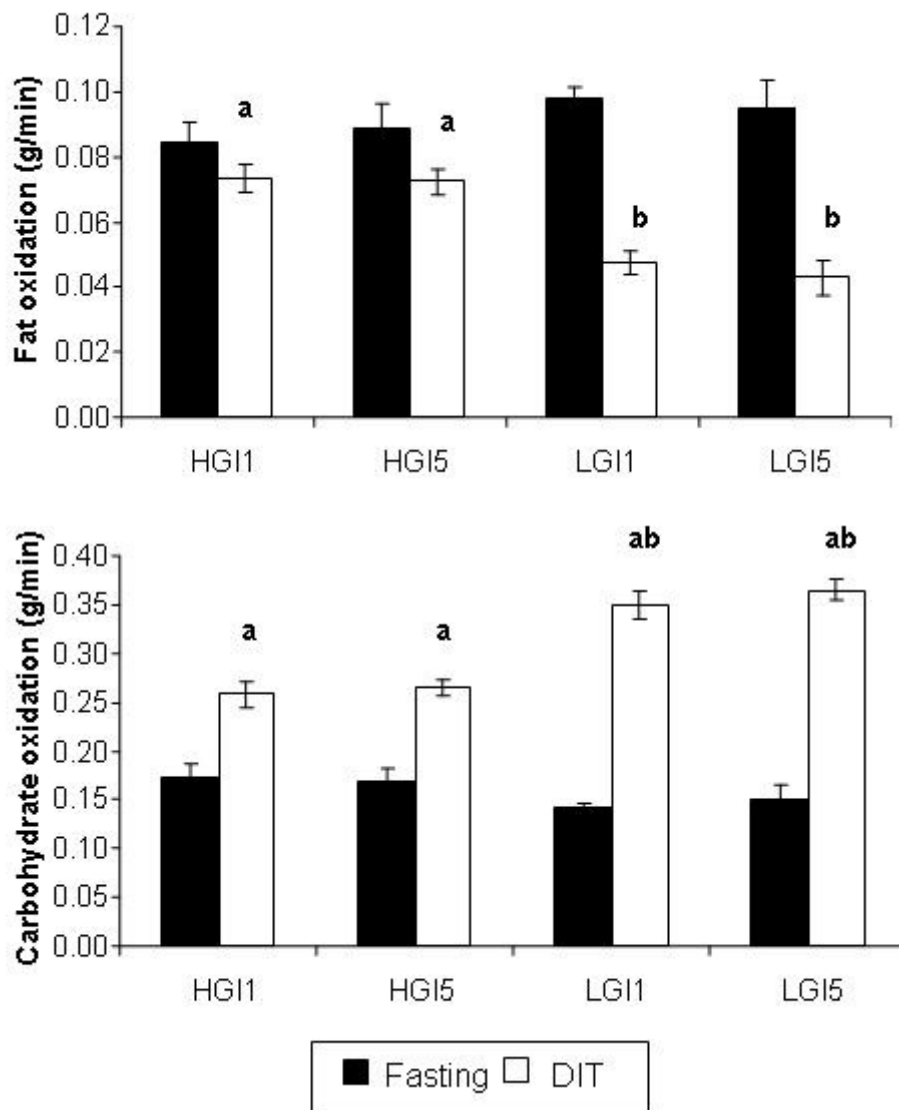 Fat oxidation (g/min)
0.12
0.10
0.08
0.06
0.04
0.02
0.00
a
a
b
b
HGI1
HGI5
LGI1
LGI5
Carbohydrate oxidation (g/min)
0.40
0.35
0.30
0.25
0.20
0.15
0.10
0.05
0.00
a
a
ab
ab
HGI1
HGI5
LGI1
LGI5
Fasting DIT